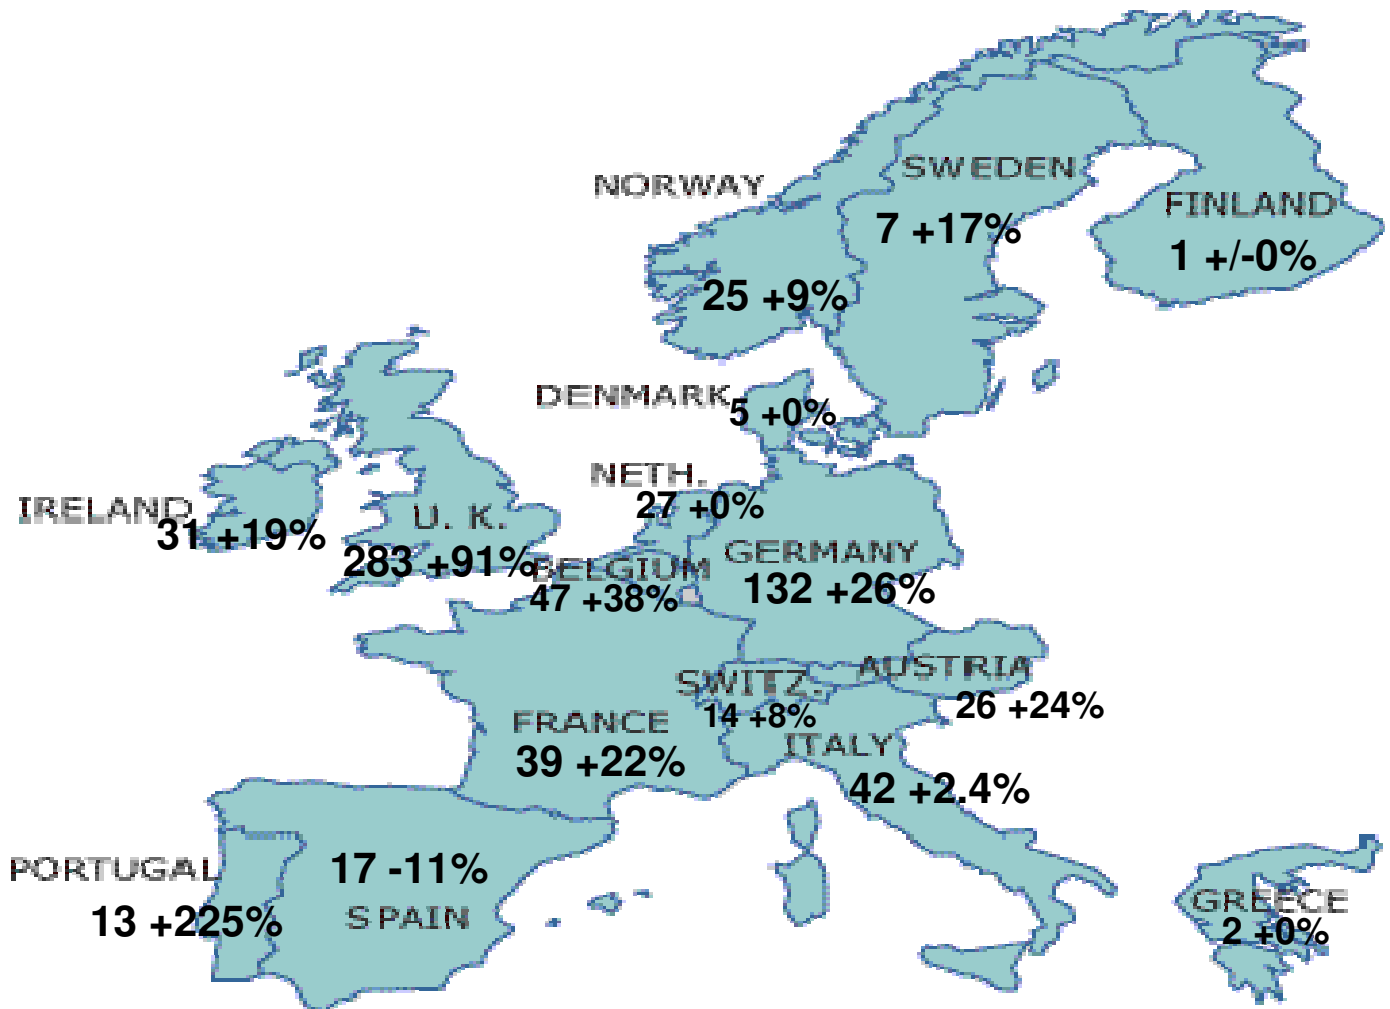 SWEDEN
7 +17%
NORWAY
25 +9%
FINLAND
1 +/-0%
DENMARK
5 +0%
NETH.
27 +0%
IRELAND
31 +19%
U. K.
283 +91%
BELGIUM
47 +38%
GERMANY
132 +26%
AUSTRIA
26 +24%
SWITZ.
14 +8%
FRANCE
39 +22%
ITALY
42 +2.4%
PORTUGAL
13 +225%
17 -11%
SPAIN
GREECE
2 +0%